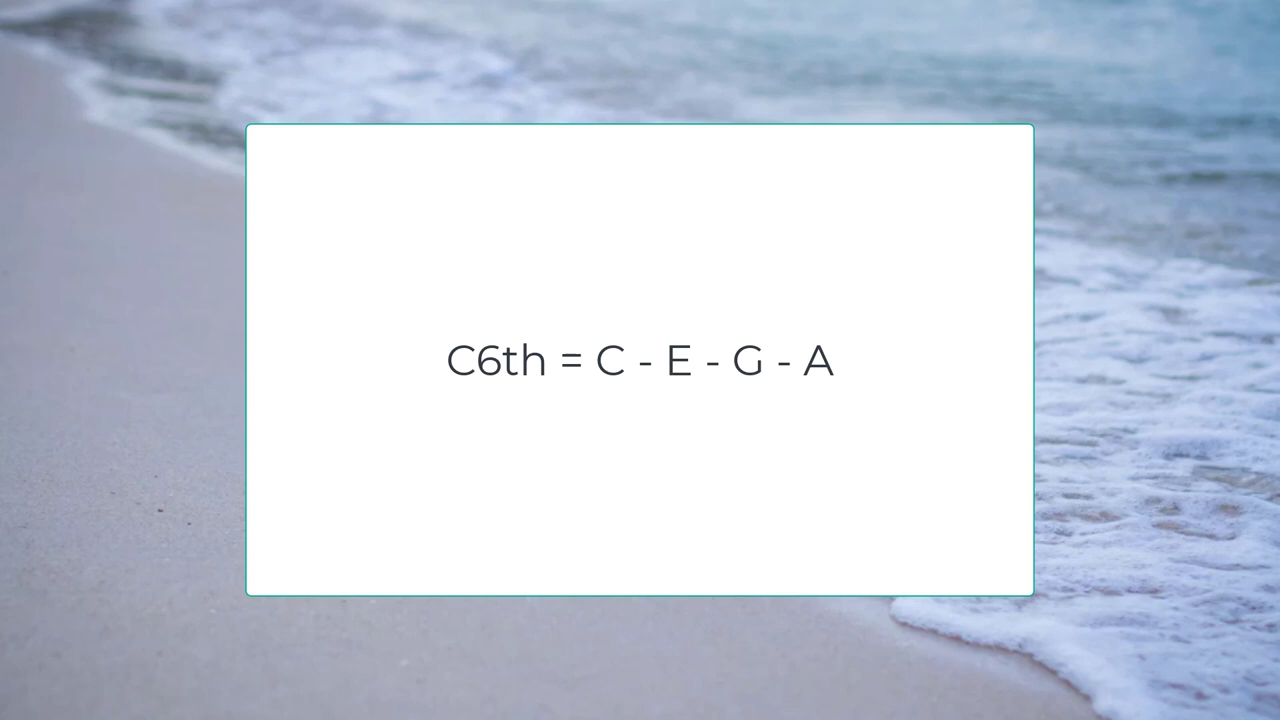 C6th = C - E - G - A